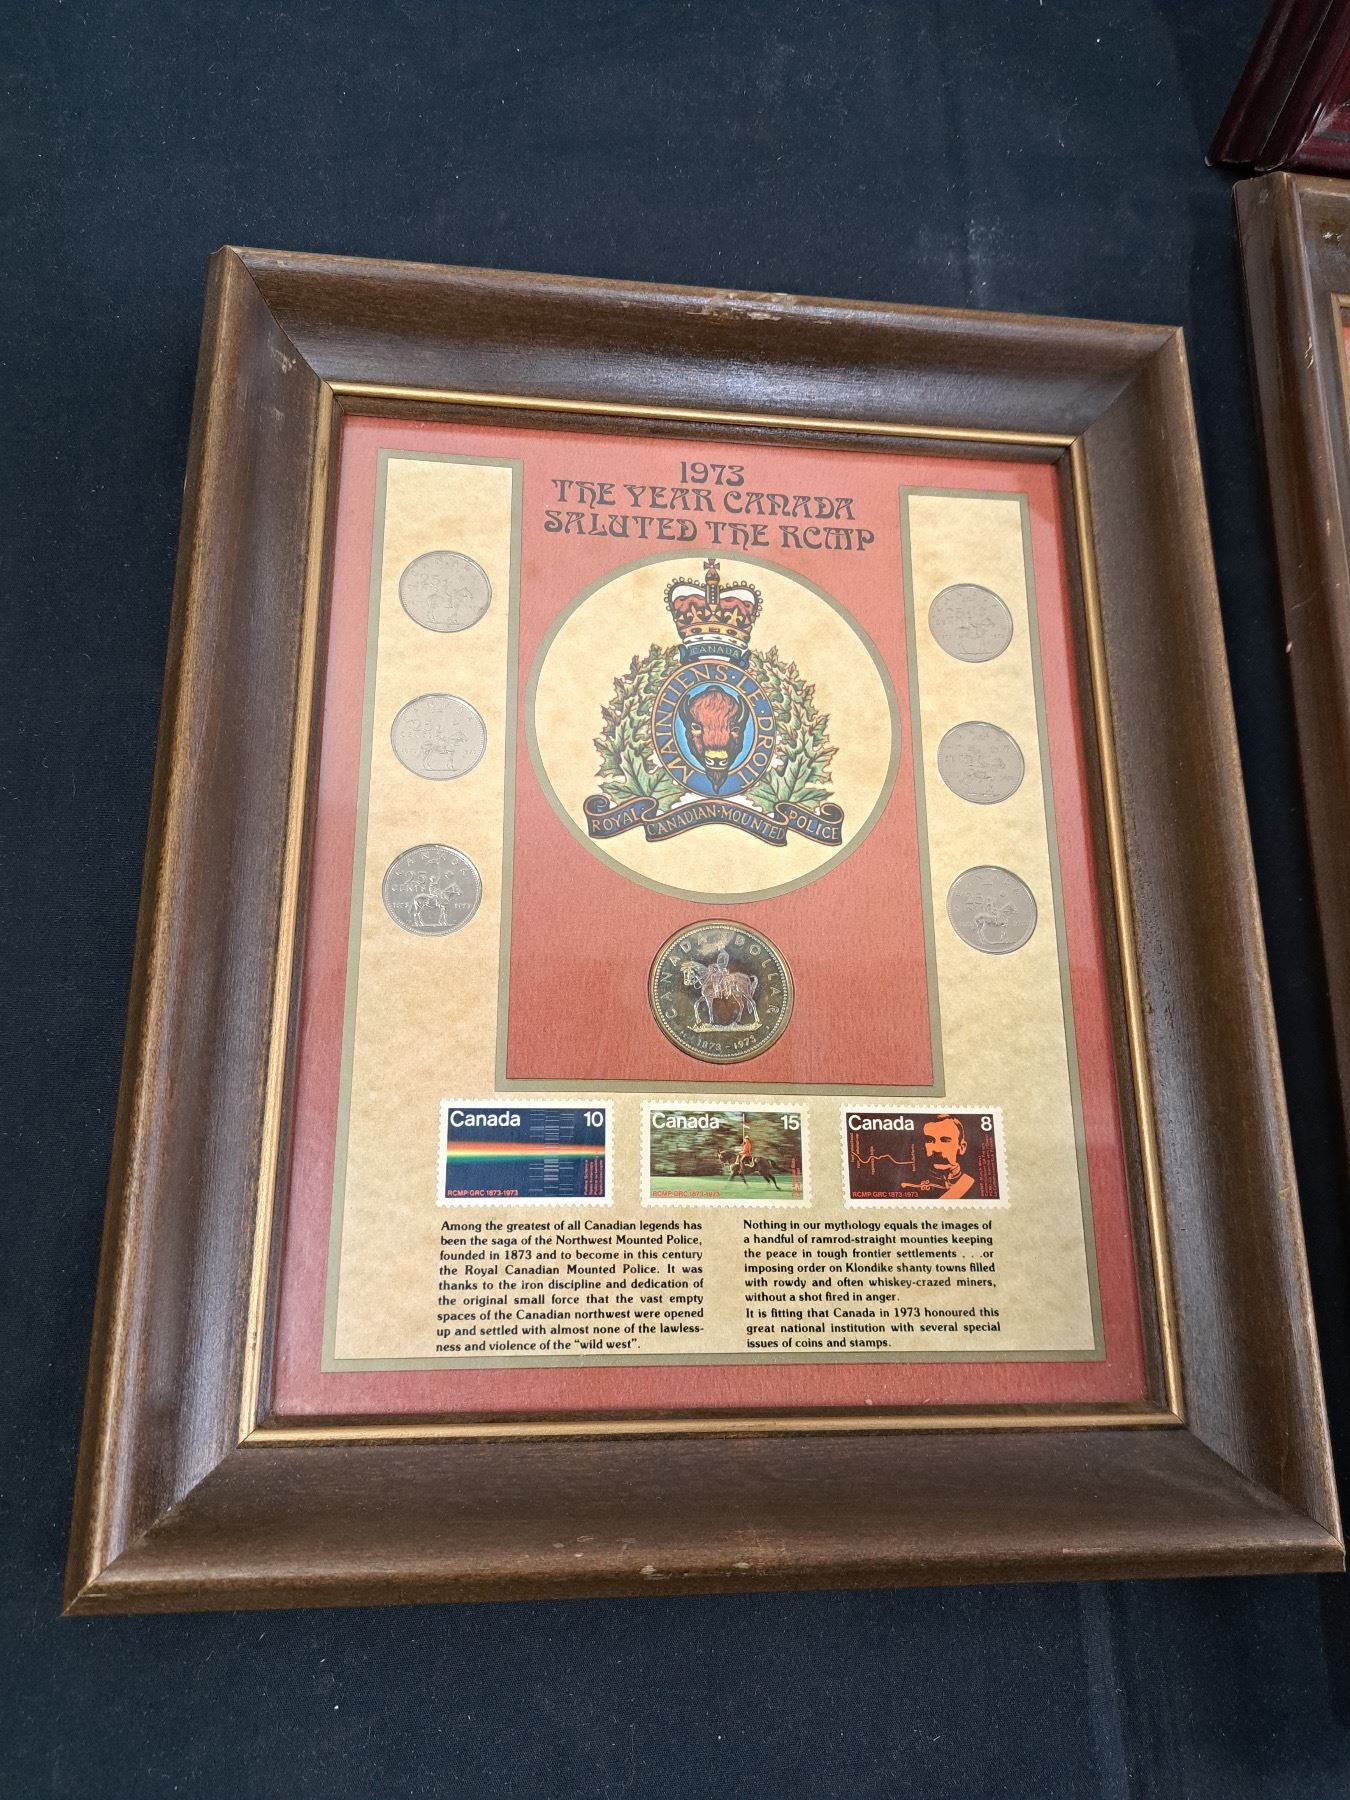 1973
THE YEAR CANADA
SALUTED THE RCMP
CANADA
MAINTIENS·LE·DROIT
ROYAL·CANADIAN·MOUNTED·POLICE
CANADA
25
CENTS
1873 1973
CANADA DOLLAR
1873-1973
Canada 10
RCMP GRC 1873-1973
Canada 15
RCMP GRC 1873-1973
Canada 8
RCMP GRC 1873-1973
Among the greatest of all Canadian legends has
been the saga of the Northwest Mounted Police,
founded in 1873 and to become in this century
the Royal Canadian Mounted Police. It was
thanks to the iron discipline and dedication of
the original small force that the vast empty
spaces of the Canadian northwest were opened
up and settled with almost none of the lawless-
ness and violence of the "wild west".
Nothing in our mythology equals the images of
a handful of ramrod-straight mounties keeping
the peace in tough frontier settlements . . .or
imposing order on Klondike shanty towns filled
with rowdy and often whiskey-crazed miners,
without a shot fired in anger.
It is fitting that Canada in 1973 honoured this
great national institution with several special
issues of coins and stamps.